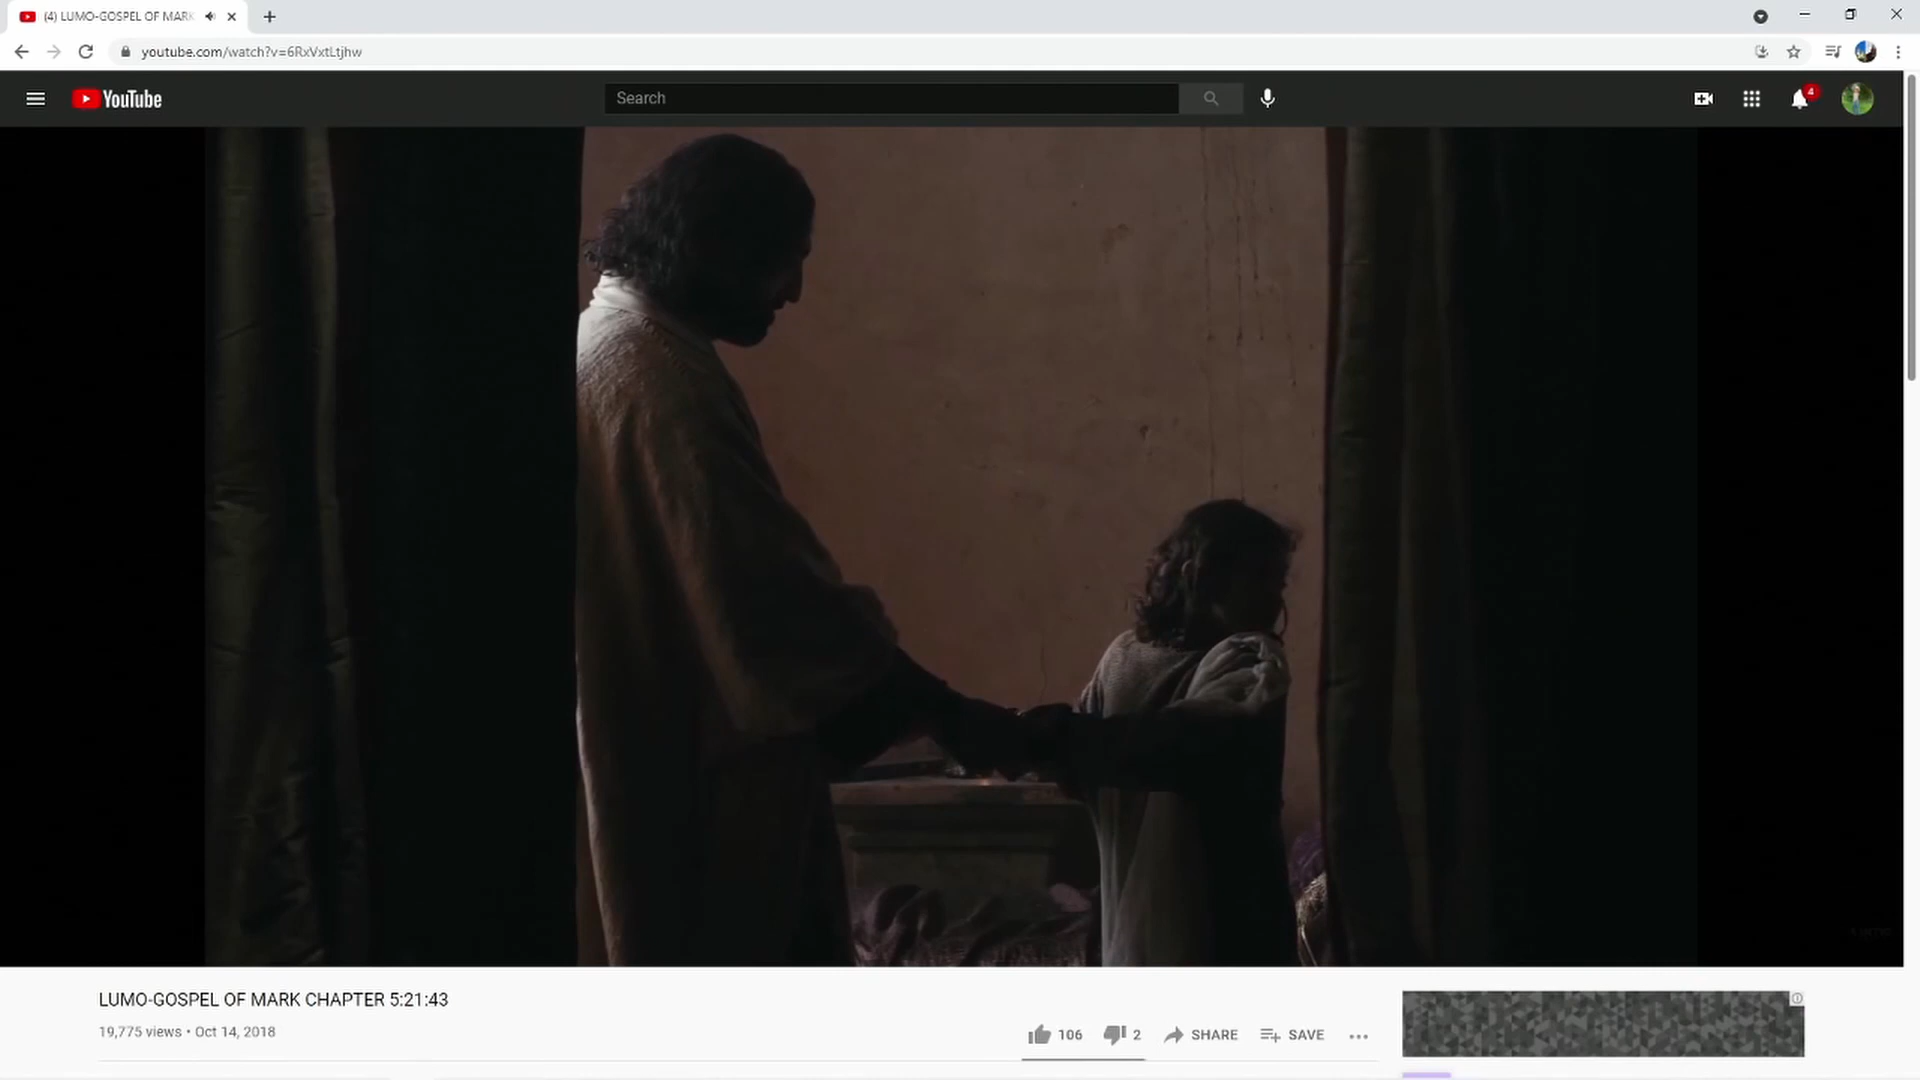 (4) LUMO-GOSPEL OF MARK
youtube.com/watch?v=6RxVxtLtjhw
YouTube
Search
4
LUMO-GOSPEL OF MARK CHAPTER 5:21:43
19,775 views • Oct 14, 2018
106
2
SHARE
SAVE